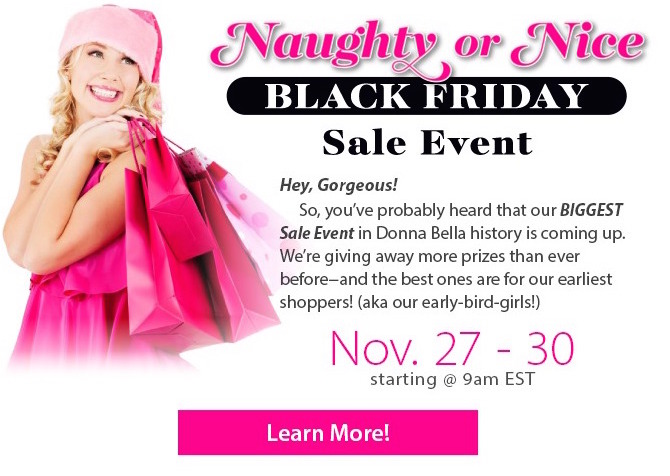 Naughty or Nice
BLACK FRIDAY
Sale Event
Hey, Gorgeous!
So, you've probably heard that our BIGGEST
Sale Event in Donna Bella history is coming up.
We're giving away more prizes than ever
before–and the best ones are for our earliest
shoppers! (aka our early-bird-girls!)
Nov. 27 - 30
starting @ 9am EST
Learn More!